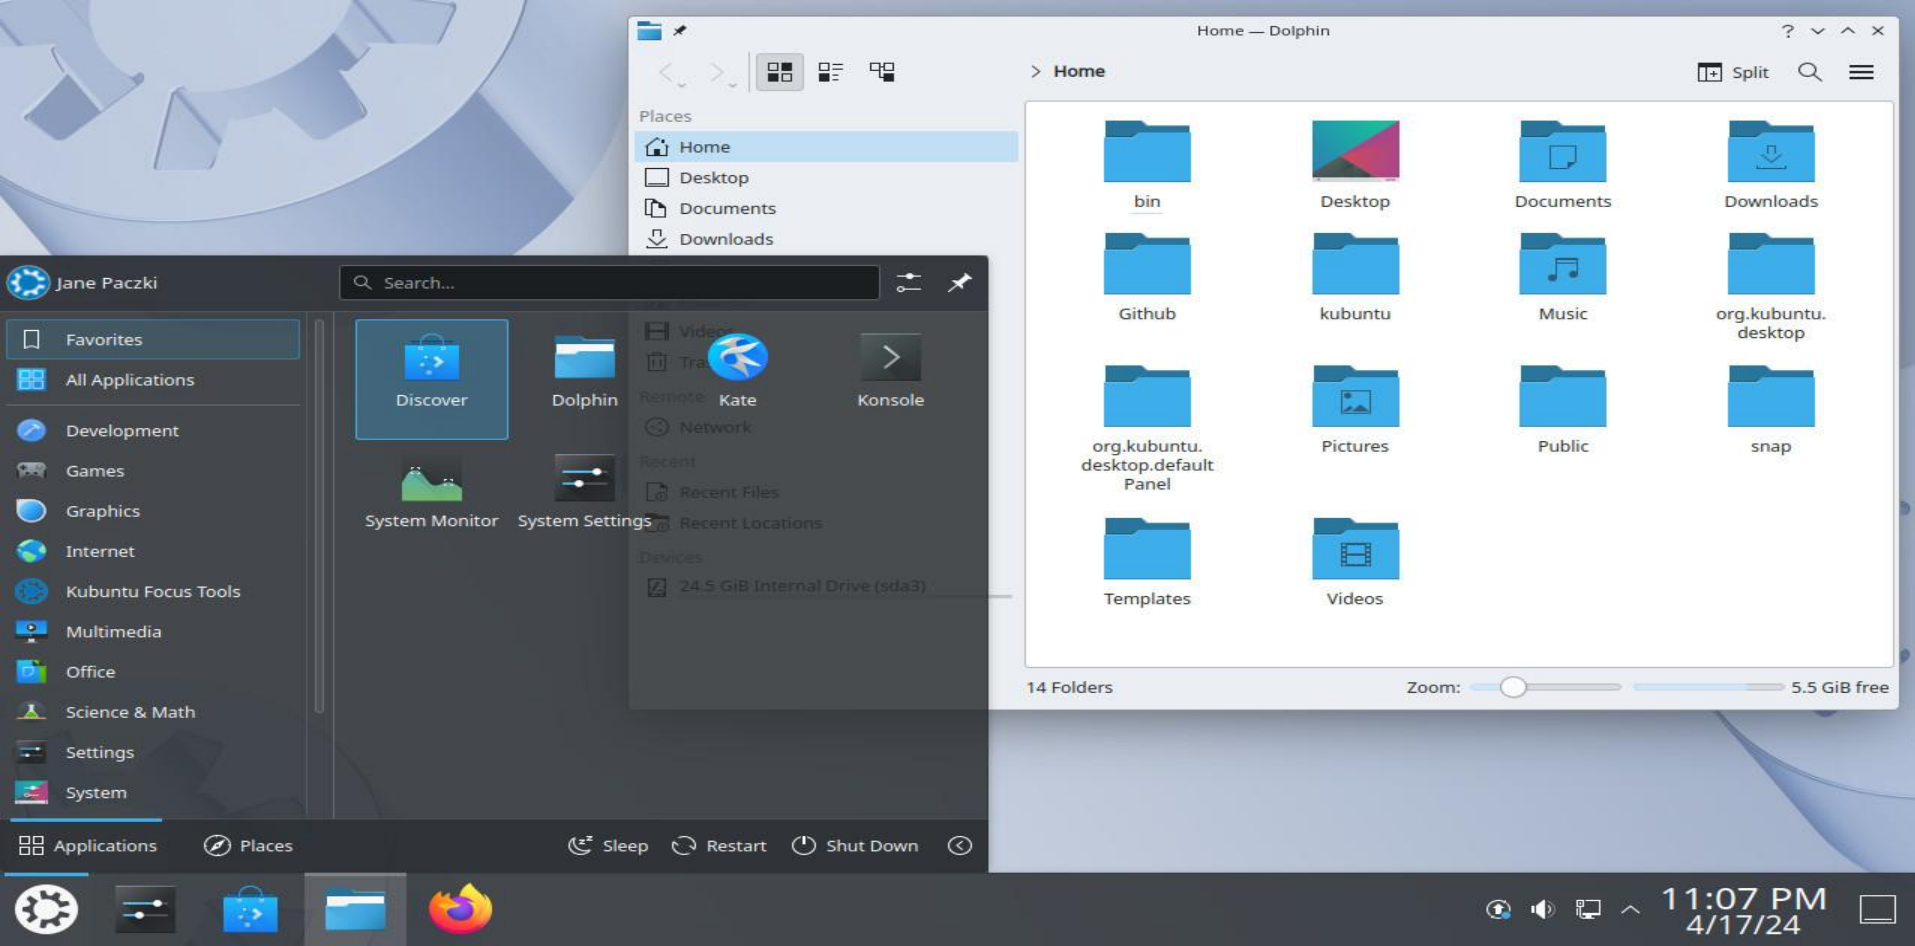 Home — Dolphin
Home
Split
Places
Home
Desktop
Documents
Downloads
Videos
Tra
Remote
Network
Recent
Recent Files
Recent Locations
Devices
24.5 GiB Internal Drive (sda3)
bin
Desktop
Documents
Downloads
Github
kubuntu
Music
org.kubuntu.
desktop
org.kubuntu.
desktop.default
Panel
Pictures
Public
snap
Templates
Videos
14 Folders
Zoom:
5.5 GiB free
Jane Paczki
Search...
Favorites
All Applications
Development
Games
Graphics
Internet
Kubuntu Focus Tools
Multimedia
Office
Science & Math
Settings
System
Discover
Dolphin
Kate
Konsole
System Monitor
System Settings
Applications
Places
Sleep
Restart
Shut Down
11:07 PM
4/17/24